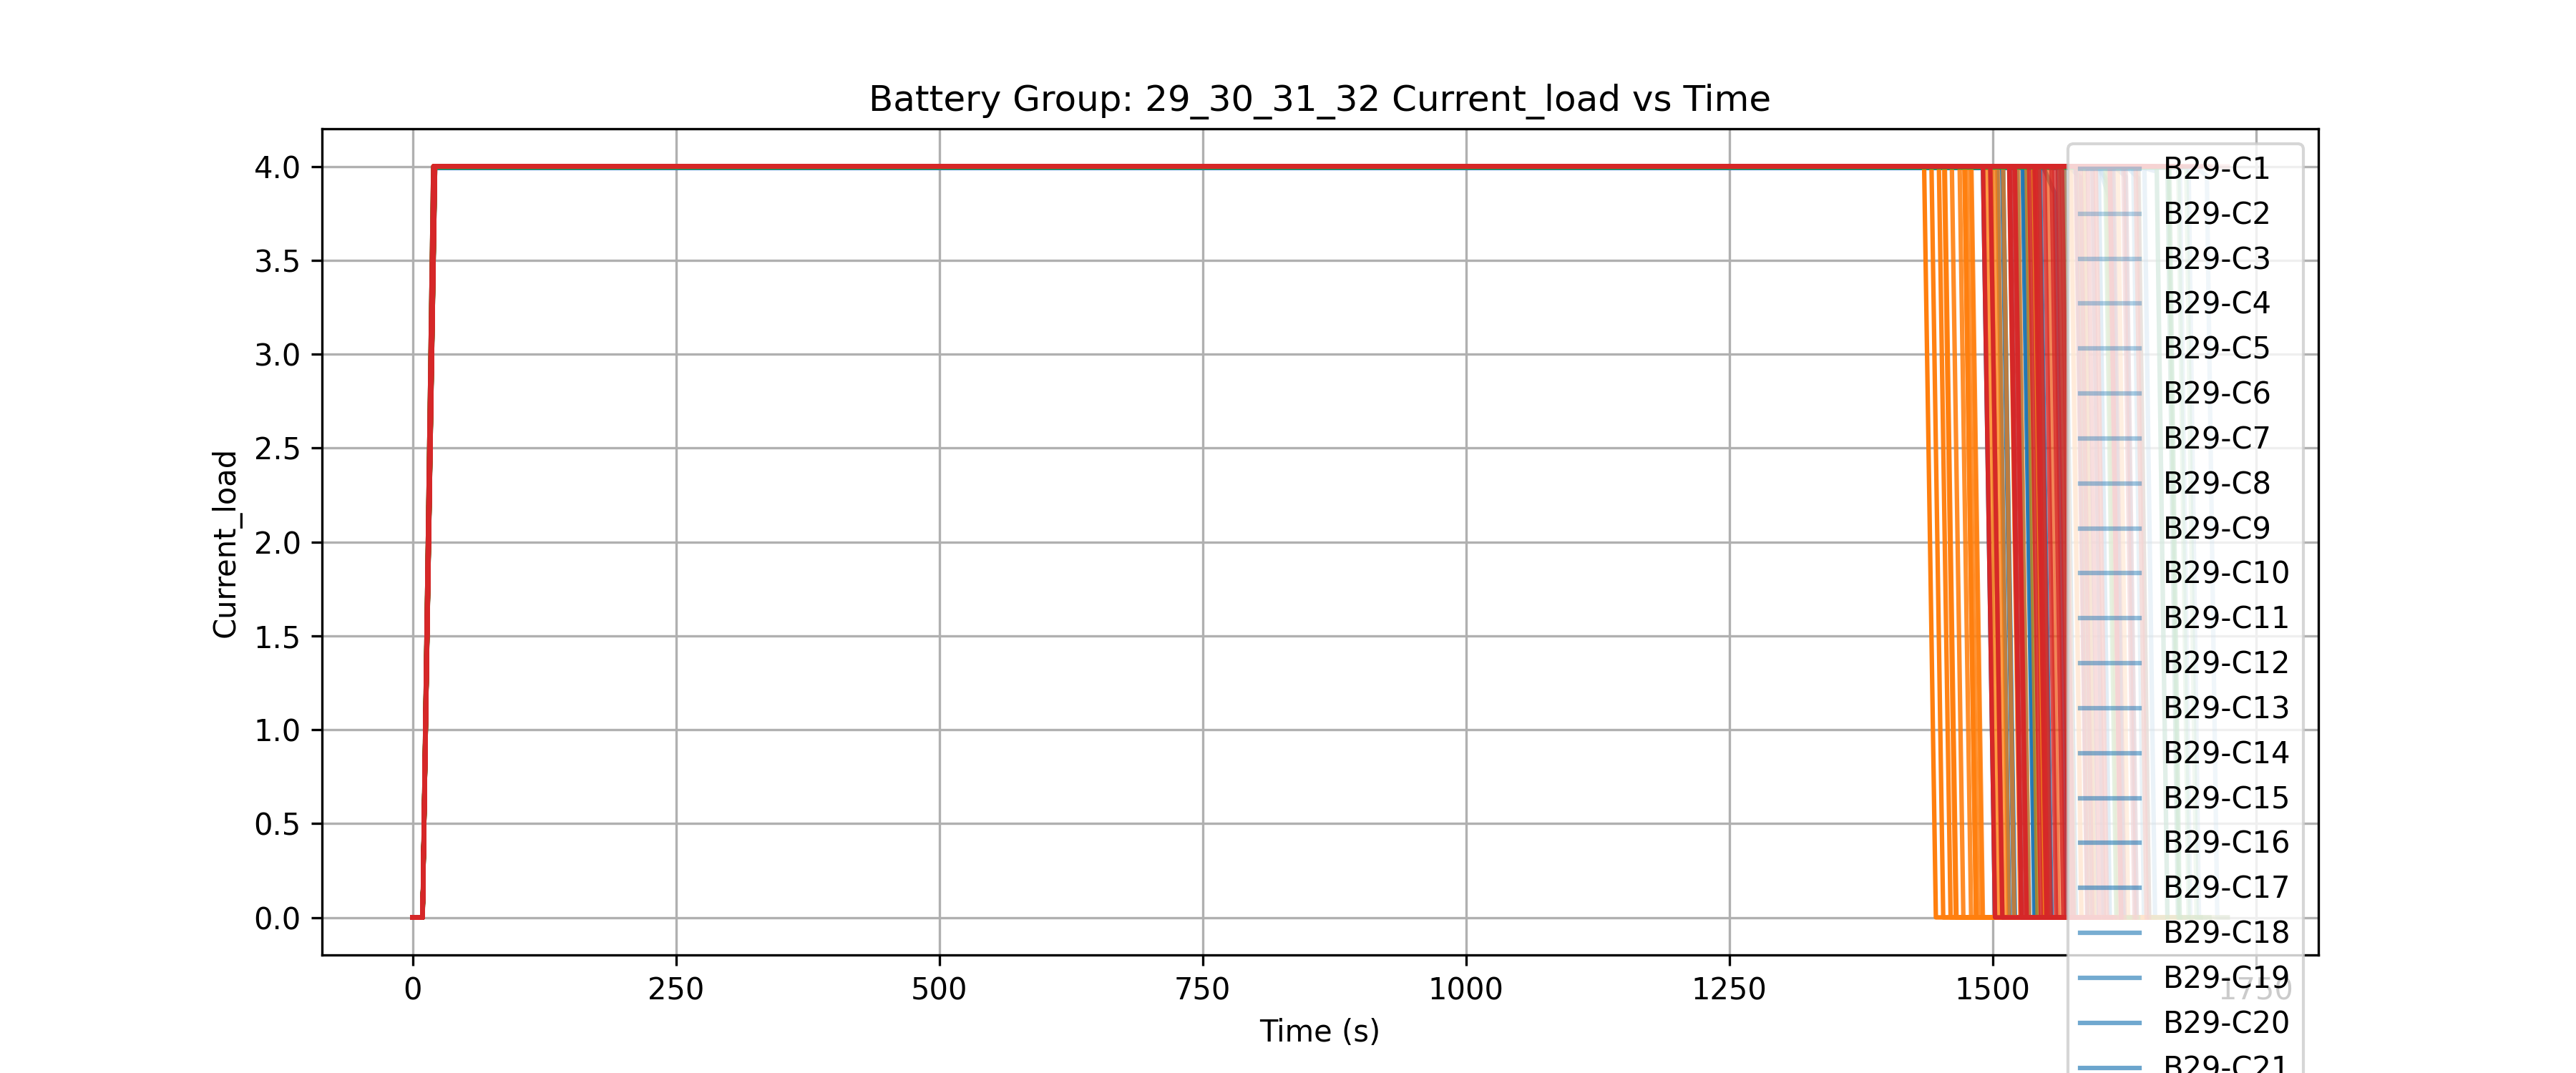 Battery Group: 29_30_31_32 Current_load vs Time
Current_load
4.0
3.5
3.0
2.5
2.0
1.5
1.0
0.5
0.0
0 250 500 750 1000 1250 1500 1750
Time (s)
B29-C1
B29-C2
B29-C3
B29-C4
B29-C5
B29-C6
B29-C7
B29-C8
B29-C9
B29-C10
B29-C11
B29-C12
B29-C13
B29-C14
B29-C15
B29-C16
B29-C17
B29-C18
B29-C19
B29-C20
B29-C21